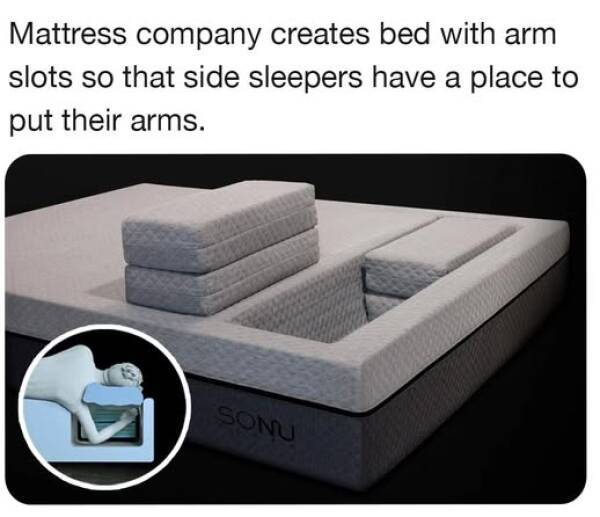 Mattress company creates bed with arm
slots so that side sleepers have a place to
put their arms.
SONU